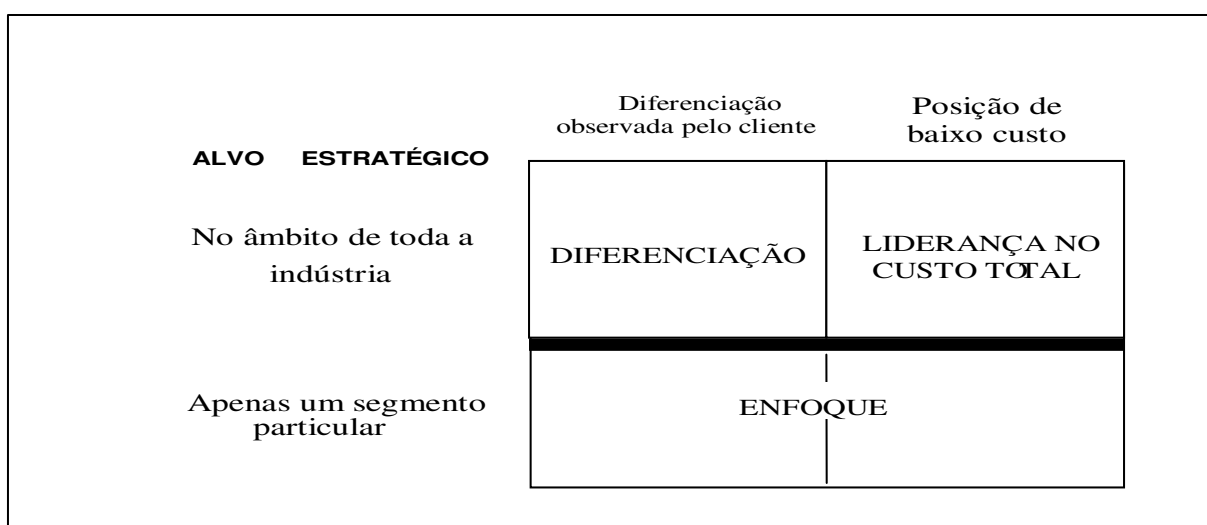 Diferenciação
observada pelo cliente
Posição de
baixo custo
ALVO ESTRATÉGICO
No âmbito de toda a
indústria
DIFERENCIAÇÃO
LIDERANÇA NO
CUSTO TOTAL
Apenas um segmento
particular
ENFOQUE